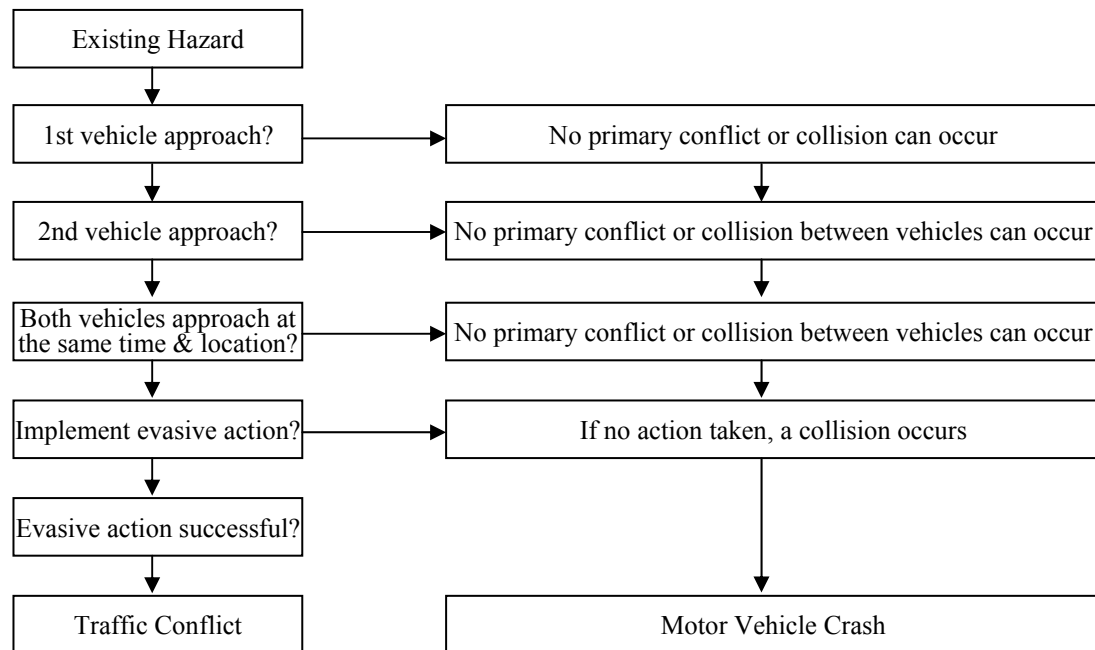 Existing Hazard
1st vehicle approach?
No primary conflict or collision can occur
2nd vehicle approach?
No primary conflict or collision between vehicles can occur
Both vehicles approach at
the same time & location?
No primary conflict or collision between vehicles can occur
Implement evasive action?
If no action taken, a collision occurs
Evasive action successful?
Traffic Conflict
Motor Vehicle Crash